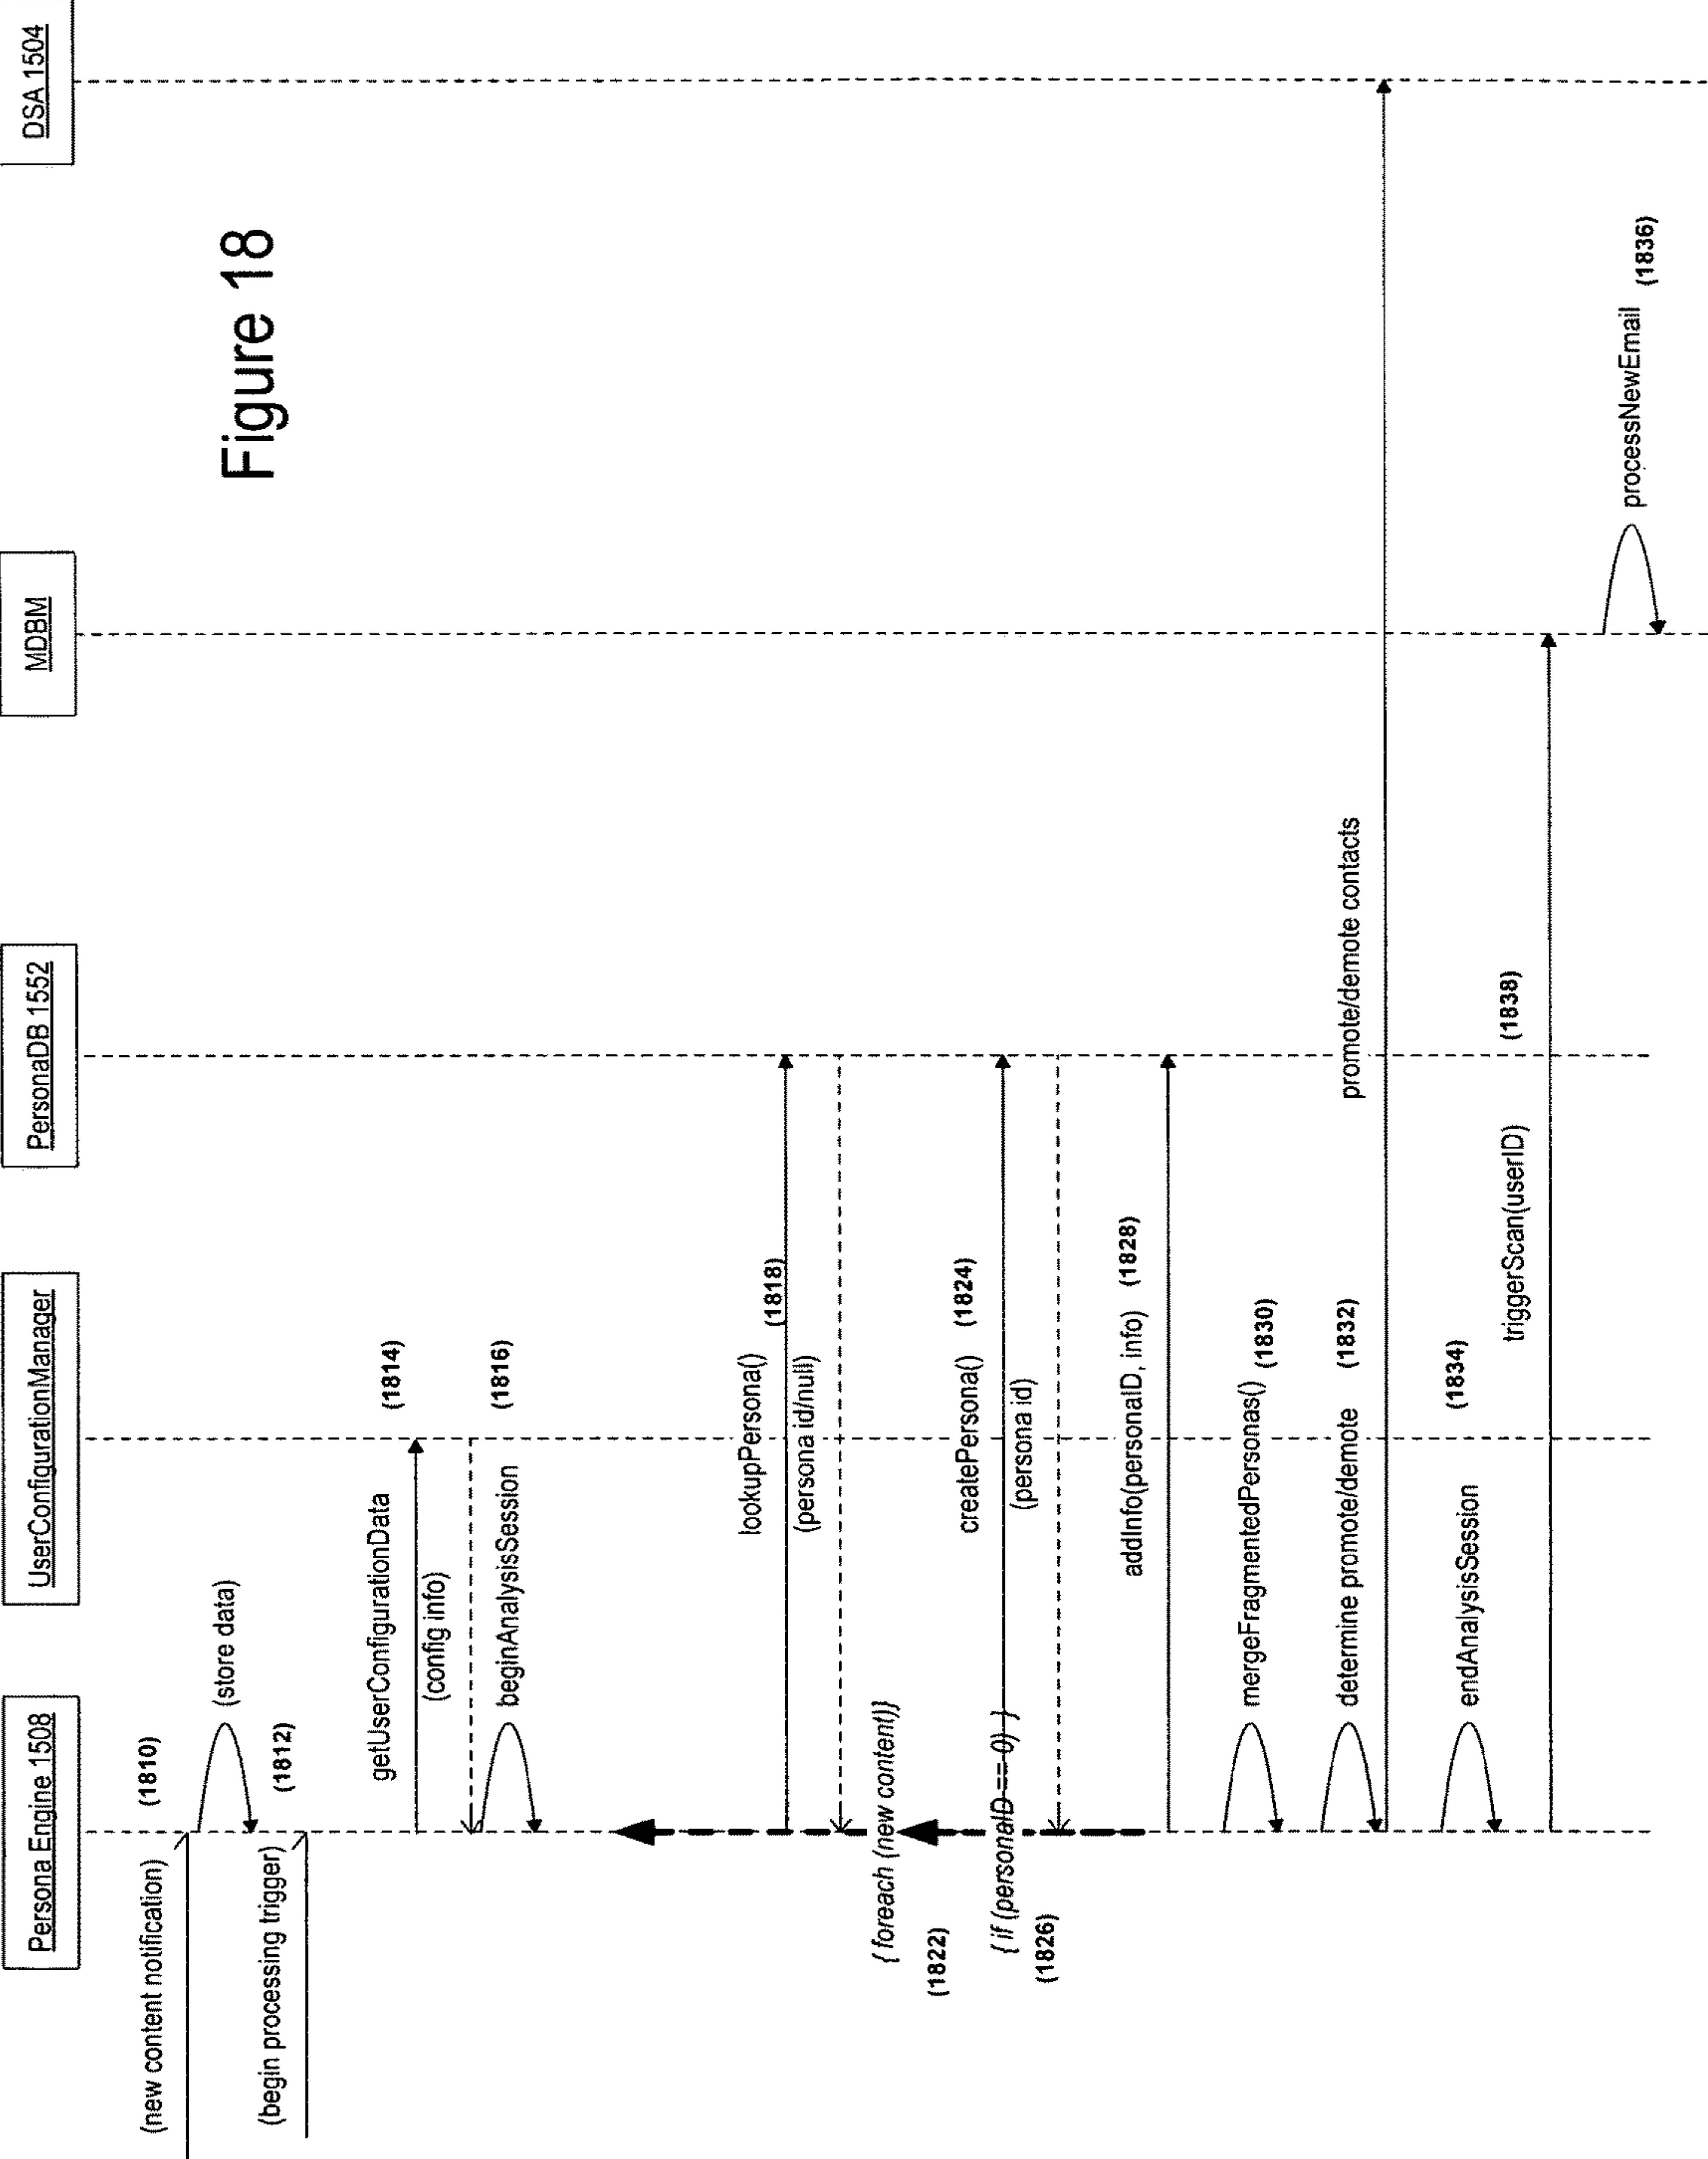 Persona Engine 1508
UserConfigurationManager
PersonaDB 1552
MDBM
DSA 1504
Figure 18
(new content notification)
(1810)
(store data)
(begin processing trigger)
(1812)
getUserConfigurationData
(1814)
(config info)
beginAnalysisSession
(1816)
lookupPersona()
(1818)
(persona id/null)
{ foreach (new content)}
(1822)
createPersona()
(1824)
(persona id)
{ if (personaID == 0) }
(1826)
addInfo(personaID, info)
(1828)
mergeFragmentedPersonas()
(1830)
determine promote/demote
(1832)
promote/demote contacts
endAnalysisSession
(1834)
triggerScan(userID)
(1838)
processNewEmail
(1836)